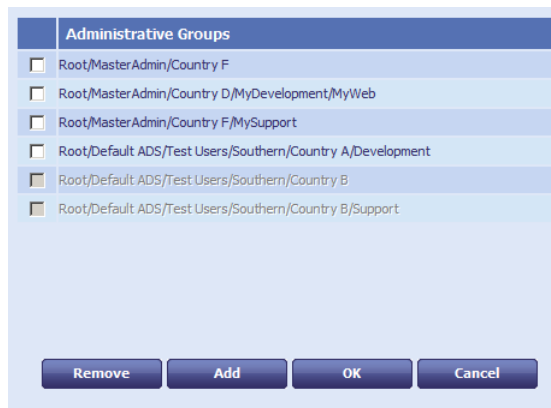 Administrative Groups
Root/MasterAdmin/Country F
Root/MasterAdmin/Country D/MyDevelopment/MyWeb
Root/MasterAdmin/Country F/MySupport
Root/Default ADS/Test Users/Southern/Country A/Development
Root/Default ADS/Test Users/Southern/Country B
Root/Default ADS/Test Users/Southern/Country B/Support
Remove Add OK Cancel